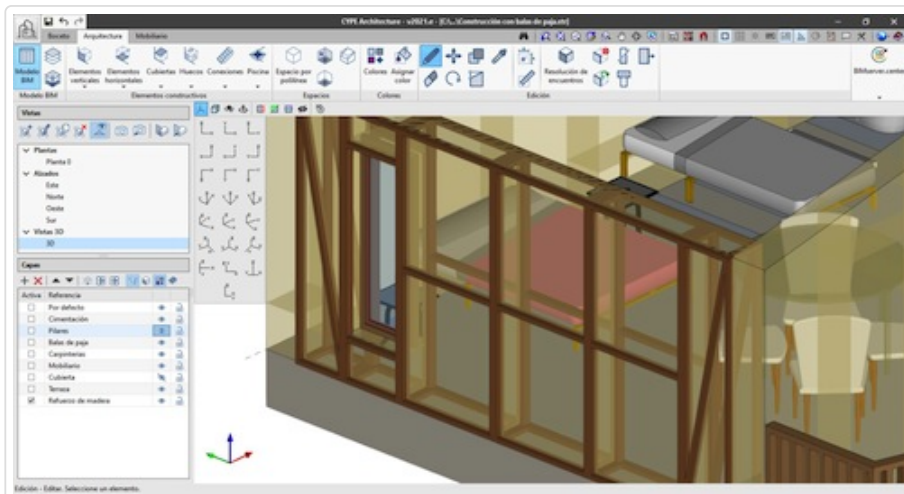 CYPE Architecture - v2021.e - [C:\...\Construcción con balas de paja.etr]
Boceto Arquitectura Mobiliario
Modelo BIM Elementos verticales Elementos horizontales Cubiertas Huecos Conexiones Piscina Espacio por polilínea Colores Asignar color Resolución de encuentros BIMserver.center
Modelo BIM Elementos constructivos Espacios Colores Edición
Vistas
Plantas
Planta 0
Alzados
Este
Norte
Oeste
Sur
Vistas 3D
3D
Capas
Activa Referencia
Por defecto
Cimentación
Pilares
Balas de paja
Carpinterías
Mobiliario
Cubierta
Terraza
Refuerzo de madera
Edición - Editar. Seleccione un elemento.